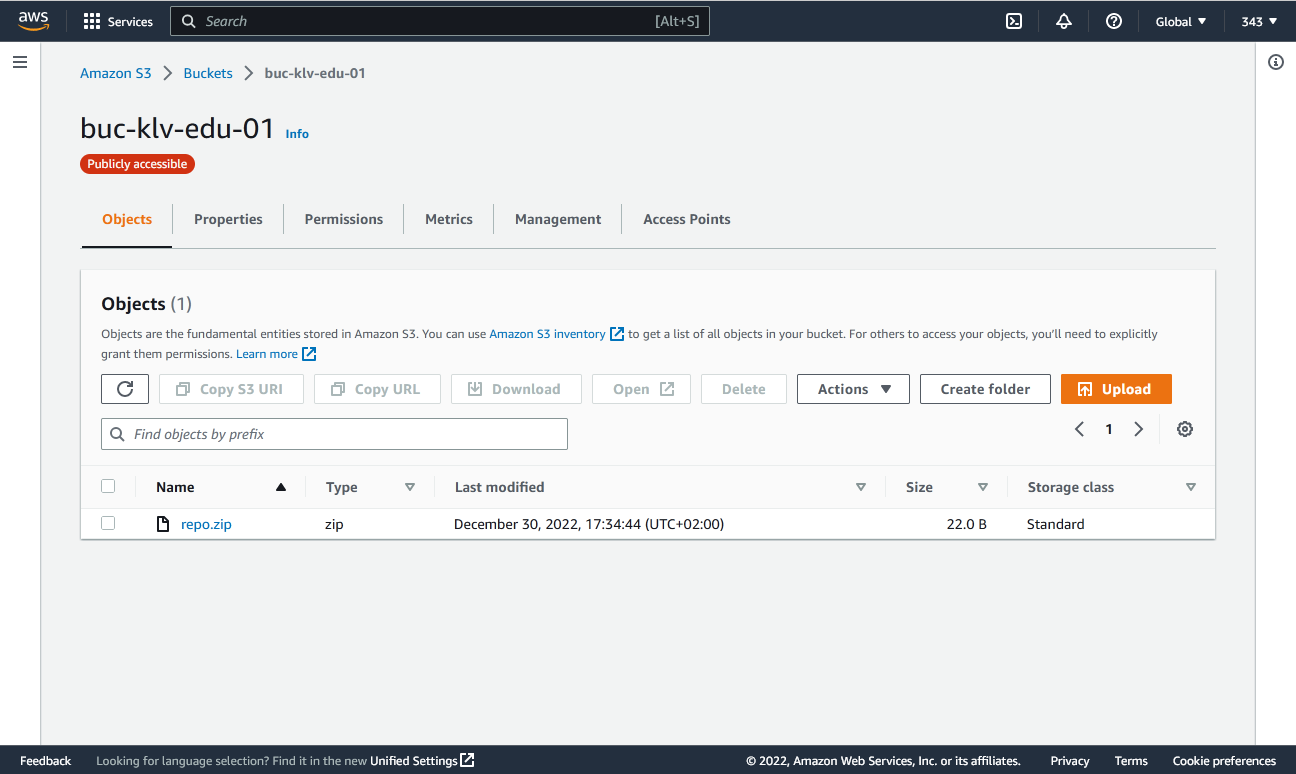 aws Services Search [Alt+S] Global 343
Amazon S3 Buckets buc-klv-edu-01
buc-klv-edu-01 Info
Publicly accessible
Objects Properties Permissions Metrics Management Access Points
Objects (1)
Objects are the fundamental entities stored in Amazon S3. You can use Amazon S3 inventory to get a list of all objects in your bucket. For others to access your objects, you'll need to explicitly
grant them permissions. Learn more
Copy S3 URI Copy URL Download Open Delete Actions Create folder Upload
Find objects by prefix 1
Name Type Last modified Size Storage class
repo.zip zip December 30, 2022, 17:34:44 (UTC+02:00) 22.0 B Standard
Feedback Looking for language selection? Find it in the new Unified Settings © 2022, Amazon Web Services, Inc. or its affiliates. Privacy Terms Cookie preferences